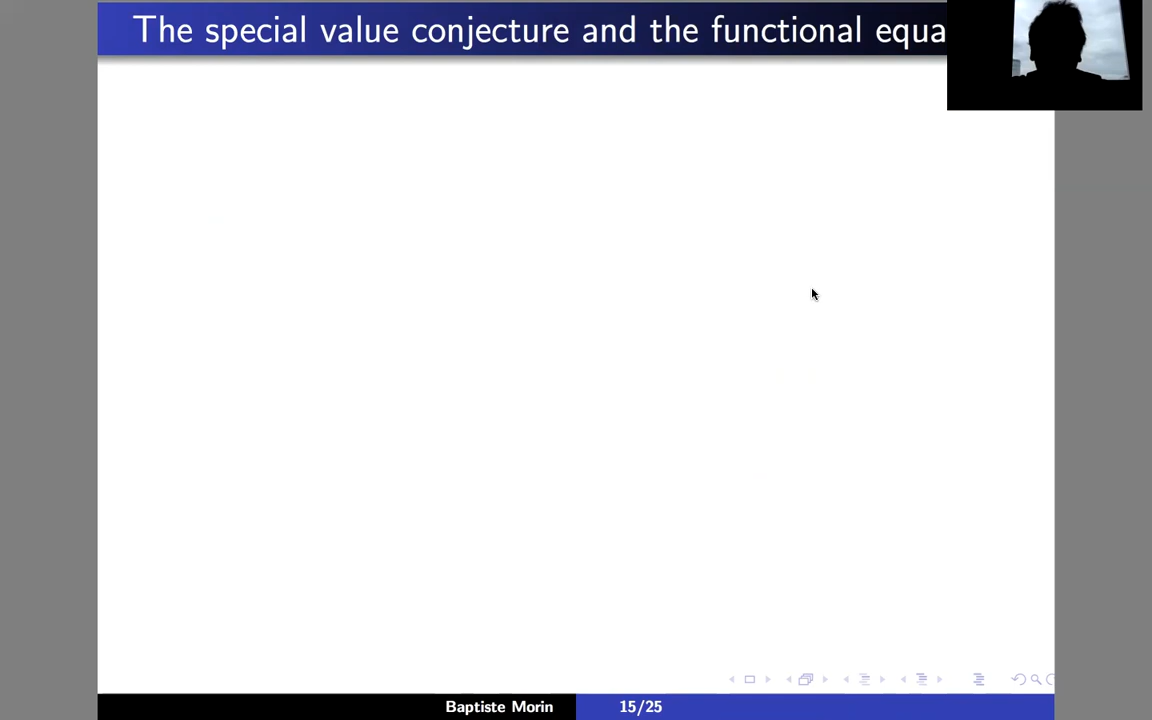 The special value conjecture and the functional equa
Baptiste Morin
15/25